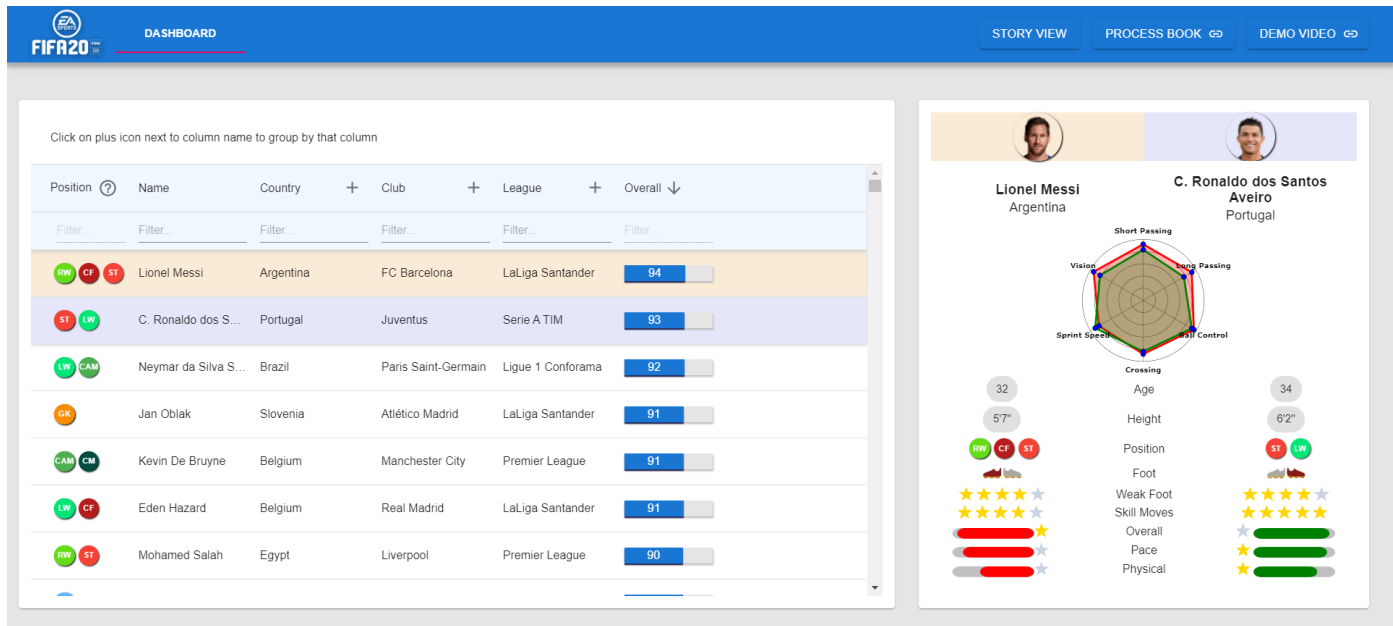 EA
SPORTS
FIFA20
DASHBOARD
STORY VIEW
PROCESS BOOK
DEMO VIDEO
Click on plus icon next to column name to group by that column
Position ? Name Country + Club + League + Overall
Filter... Filter... Filter... Filter... Filter... Filter...
RW CF ST Lionel Messi Argentina FC Barcelona LaLiga Santander 94
ST LW C. Ronaldo dos S... Portugal Juventus Serie A TIM 93
LW CAM Neymar da Silva S... Brazil Paris Saint-Germain Ligue 1 Conforama 92
GK Jan Oblak Slovenia Atlético Madrid LaLiga Santander 91
CAM CM Kevin De Bruyne Belgium Manchester City Premier League 91
LW CF Eden Hazard Belgium Real Madrid LaLiga Santander 91
RW ST Mohamed Salah Egypt Liverpool Premier League 90
Lionel Messi
Argentina
C. Ronaldo dos Santos
Aveiro
Portugal
Short Passing
Vision
Long Passing
Sprint Speed
Ball Control
Crossing
32 Age 34
5'7" Height 6'2"
RW CF ST Position ST LW
Foot
Weak Foot
Skill Moves
Overall
Pace
Physical